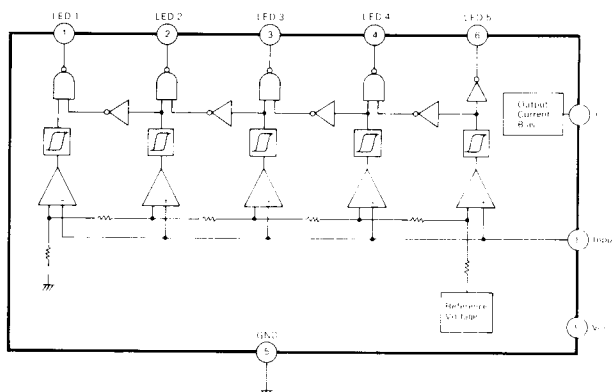 LED 1 LED 2 LED 3 LED 4 LED 5
1 2 3 4 6
Output
Current
Bias
Reference
Voltage
GND
5